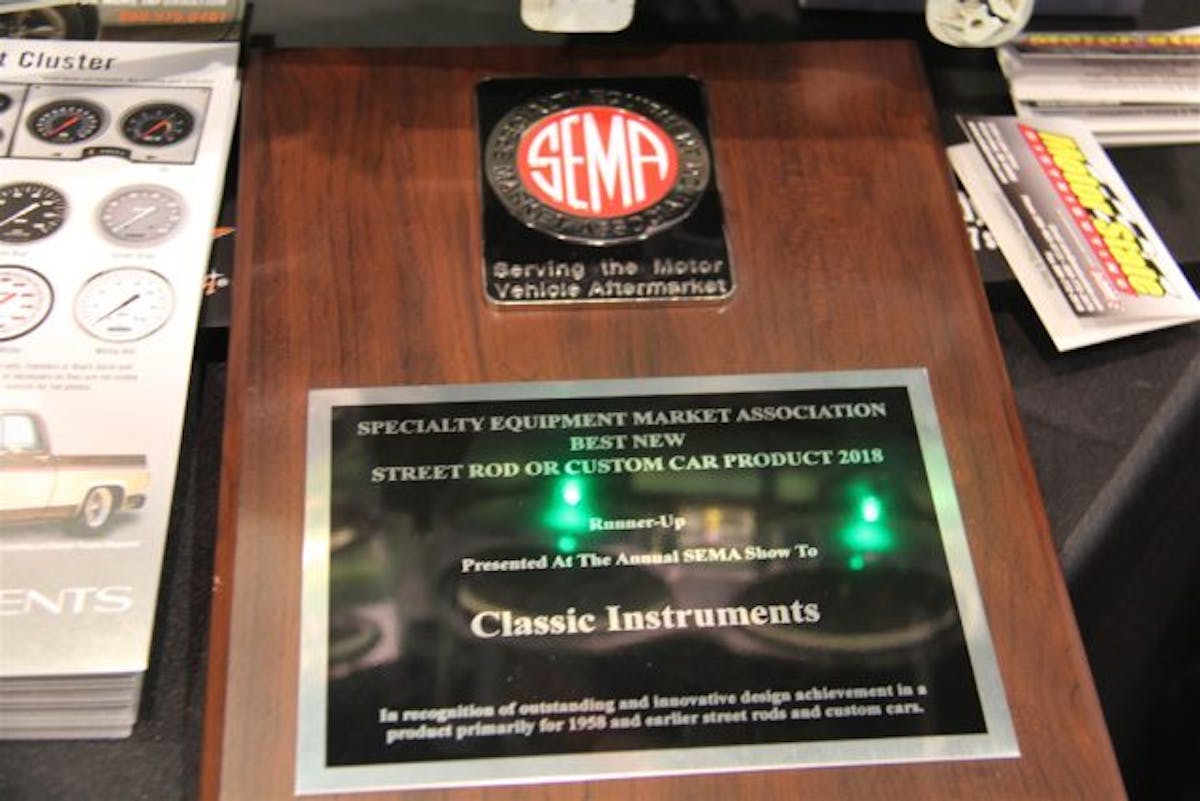 t Cluster
SEMA
Serving the Motor
Vehicle Aftermarket
SPECIALTY EQUIPMENT MARKET ASSOCIATION
BEST NEW
STREET ROD OR CUSTOM CAR PRODUCT 2018
Runner-Up
Presented At The Annual SEMA Show To
Classic Instruments
In recognition of outstanding and innovative design achievement in a
product primarily for 1958 and earlier street rods and custom cars.
ENTS